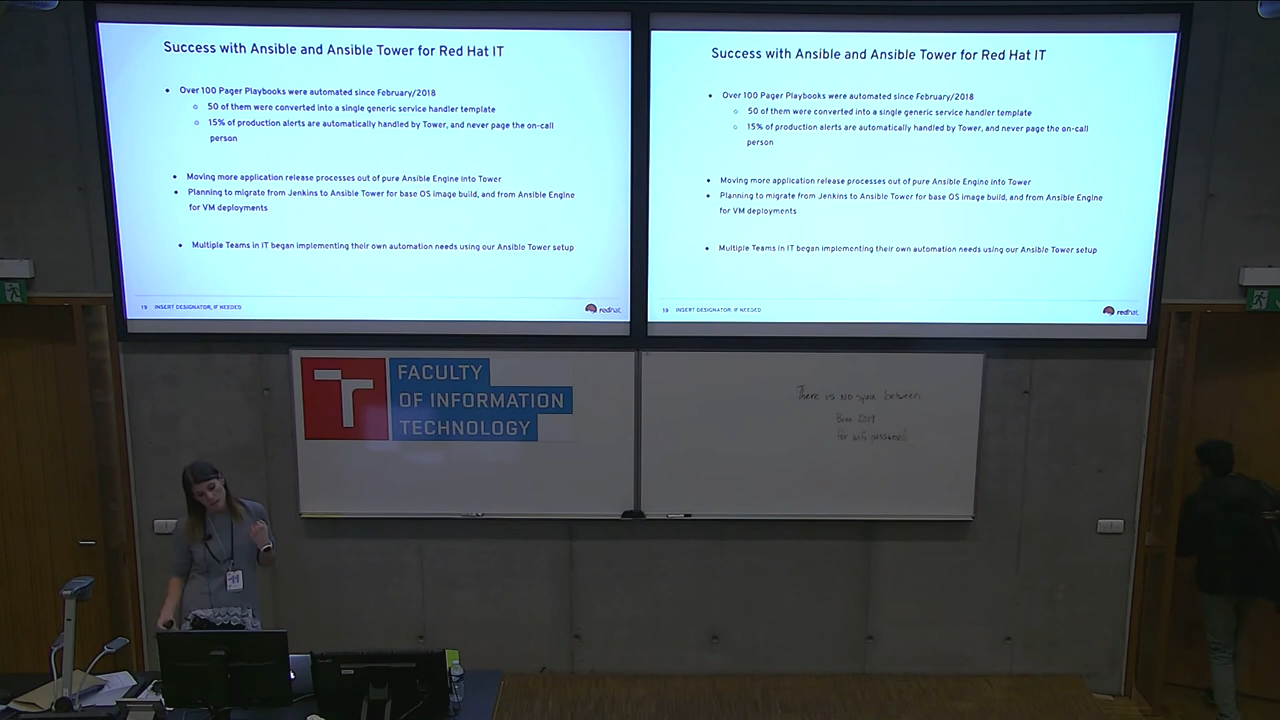 Success with Ansible and Ansible Tower for Red Hat IT
• Over 100 Pager Playbooks were automated since February/2018
○ 50 of them were converted into a single generic service handler template
○ 15% of production alerts are automatically handled by Tower, and never page the on-call
person
• Moving more application release processes out of pure Ansible Engine into Tower
• Planning to migrate from Jenkins to Ansible Tower for base OS image build, and from Ansible Engine
for VM deployments
• Multiple Teams in IT began implementing their own automation needs using our Ansible Tower setup
19 INSERT DESIGNATOR, IF NEEDED
redhat.
Success with Ansible and Ansible Tower for Red Hat IT
• Over 100 Pager Playbooks were automated since February/2018
○ 50 of them were converted into a single generic service handler template
○ 15% of production alerts are automatically handled by Tower, and never page the on-call
person
• Moving more application release processes out of pure Ansible Engine into Tower
• Planning to migrate from Jenkins to Ansible Tower for base OS image build, and from Ansible Engine
for VM deployments
• Multiple Teams in IT began implementing their own automation needs using our Ansible Tower setup
19 INSERT DESIGNATOR, IF NEEDED
redhat.
T FACULTY
OF INFORMATION
TECHNOLOGY
There is NO space between
2019
for wifi password